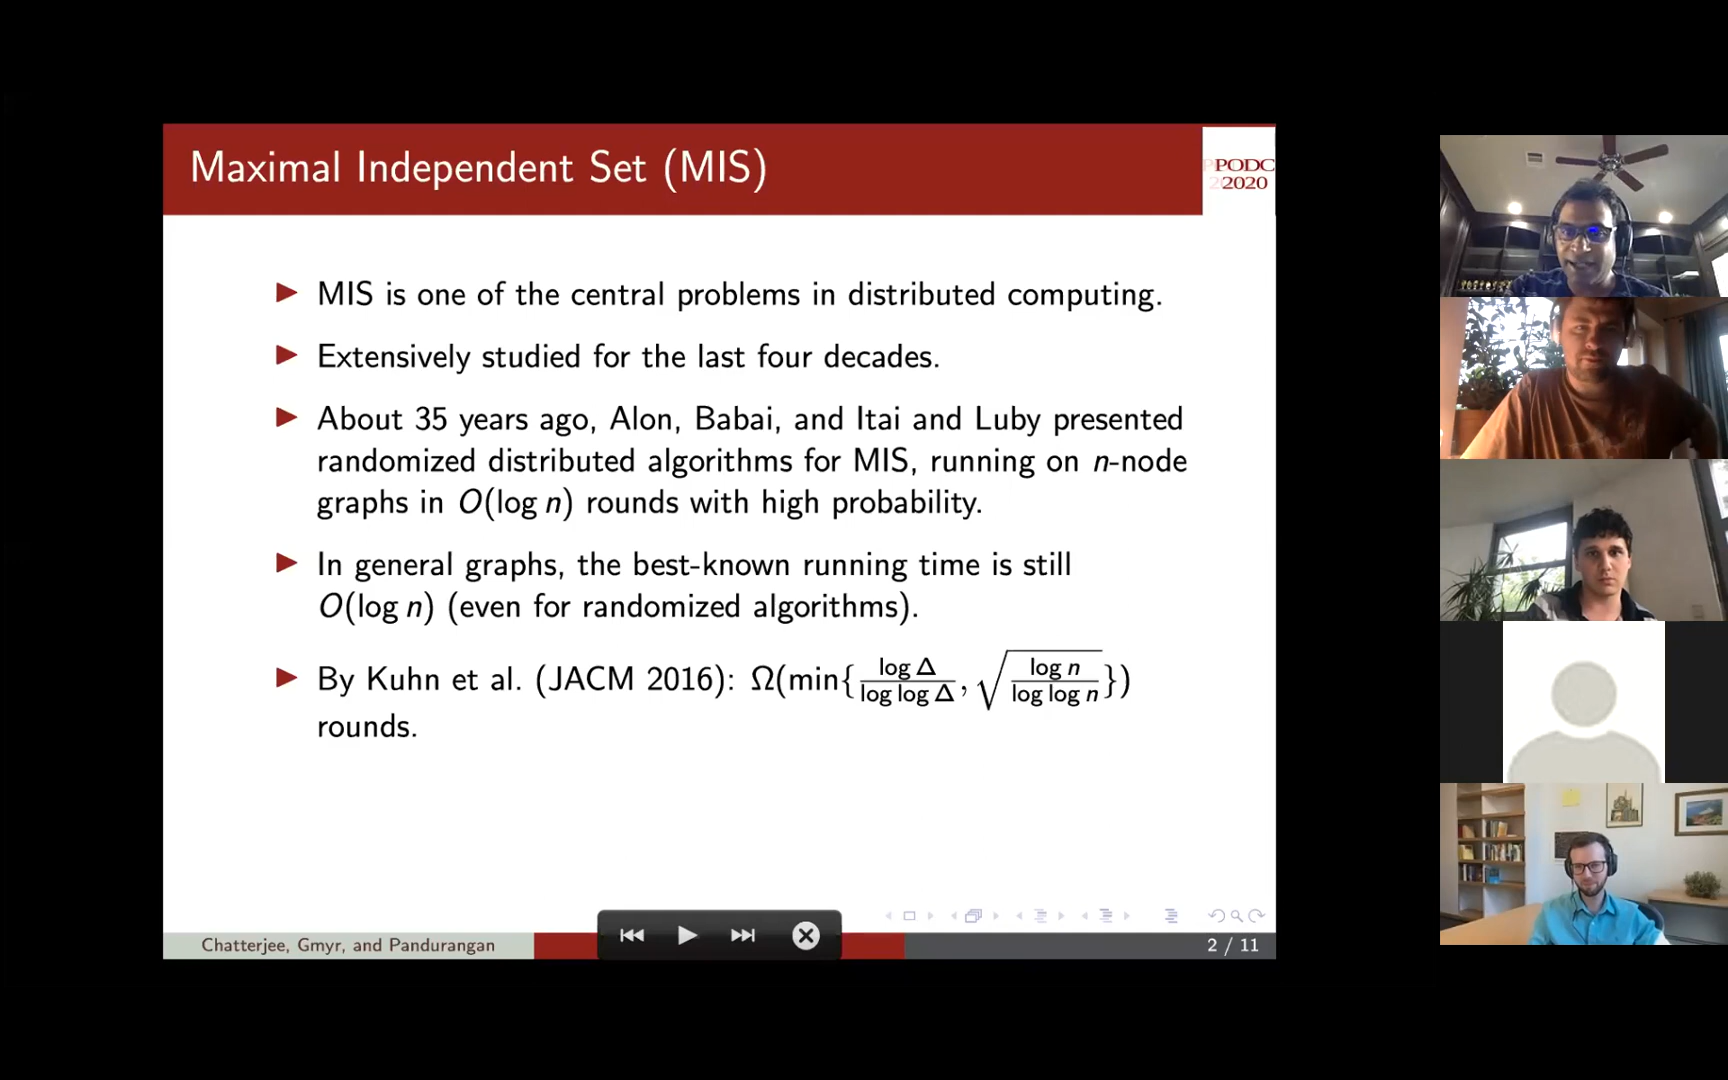 Maximal Independent Set (MIS)
PODC
2020
▶ MIS is one of the central problems in distributed computing.
▶ Extensively studied for the last four decades.
▶ About 35 years ago, Alon, Babai, and Itai and Luby presented
randomized distributed algorithms for MIS, running on n-node
graphs in O(log n) rounds with high probability.
▶ In general graphs, the best-known running time is still
O(log n) (even for randomized algorithms).
▶ By Kuhn et al. (JACM 2016): Ω(min{log Δ / log log Δ, √(log n / log log n)})
rounds.
Chatterjee, Gmyr, and Pandurangan
2 / 11